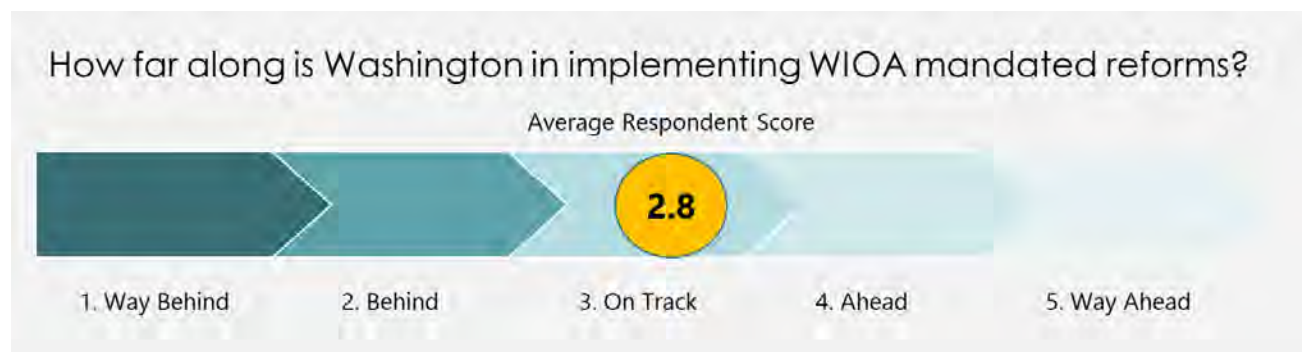 How far along is Washington in implementing WIOA mandated reforms?
Average Respondent Score
2.8
1. Way Behind
2. Behind
3. On Track
4. Ahead
5. Way Ahead